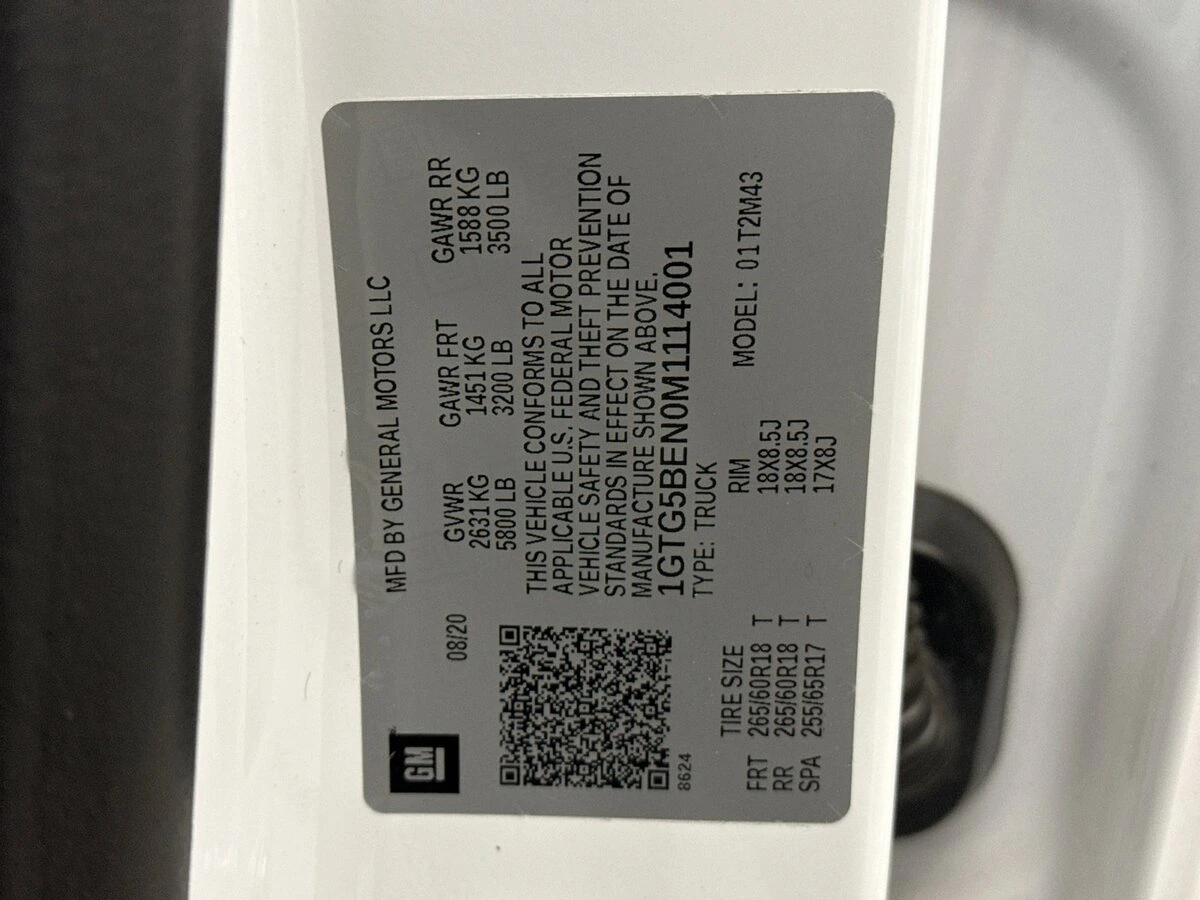 GM
MFD BY GENERAL MOTORS LLC
08/20
GVWR GAWR FRT GAWR RR
2631 KG 1451 KG 1588 KG
5800 LB 3200 LB 3500 LB
THIS VEHICLE CONFORMS TO ALL
APPLICABLE U.S. FEDERAL MOTOR
VEHICLE SAFETY AND THEFT PREVENTION
STANDARDS IN EFFECT ON THE DATE OF
MANUFACTURE SHOWN ABOVE.
1GTG5BEN0M1114001
8624
TYPE: TRUCK
MODEL: 01T2M43
TIRE SIZE RIM
FRT 265/60R18 T 18X8.5J
RR 265/60R18 T 18X8.5J
SPA 255/65R17 T 17X8J